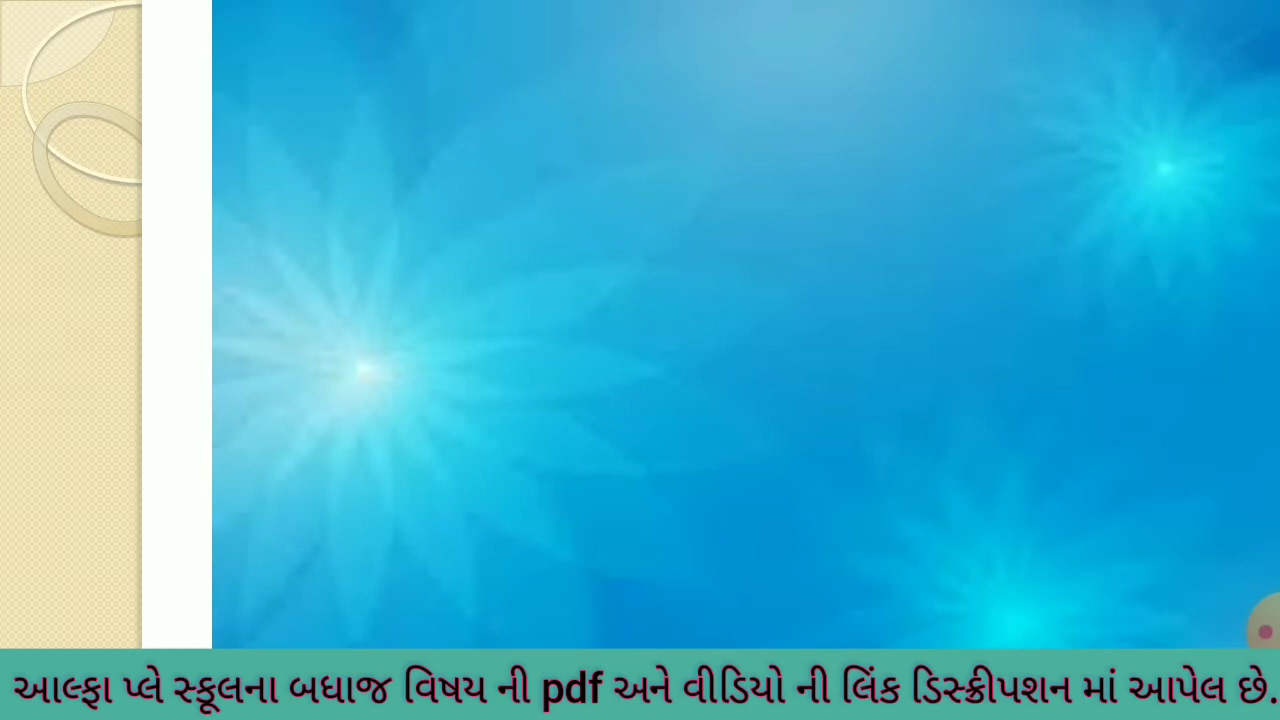 આલ્ફા પ્લે સ્કૂલના બધાજ વિષય ની pdf અને વીડિયો ની લિંક ડિસ્ક્રીપશન માં આપેલ છે.